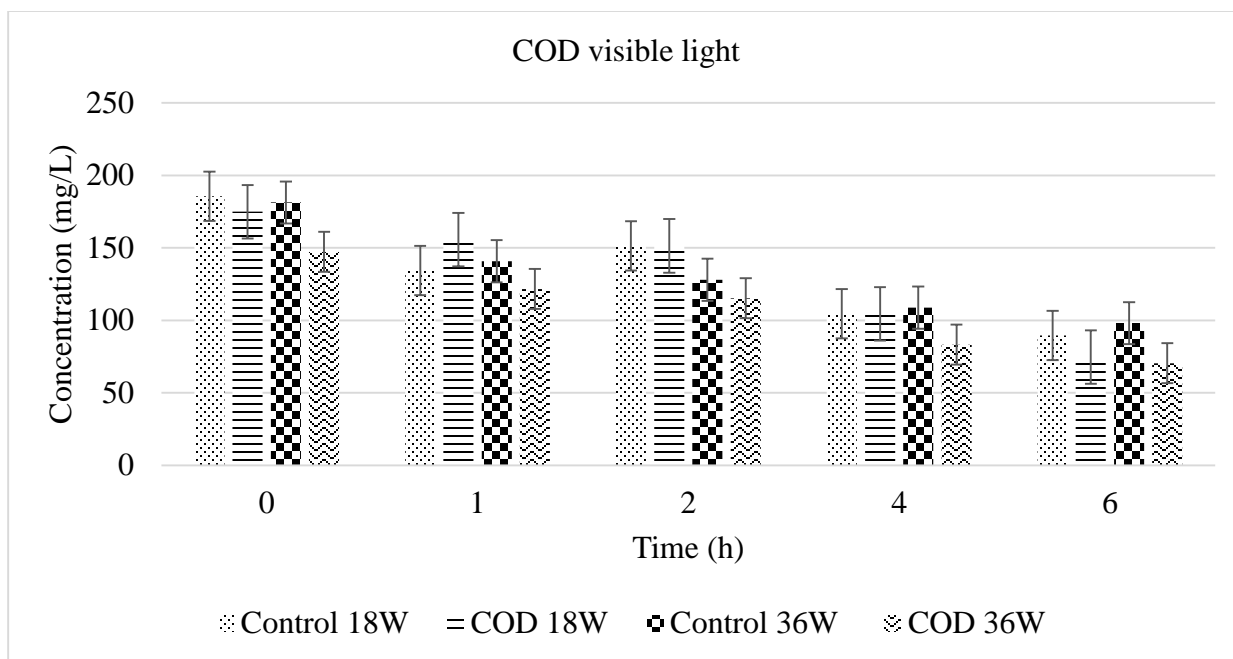 COD visible light
Concentration (mg/L)
250
200
150
100
50
0
0 1 2 4 6
Time (h)
Control 18W COD 18W Control 36W COD 36W